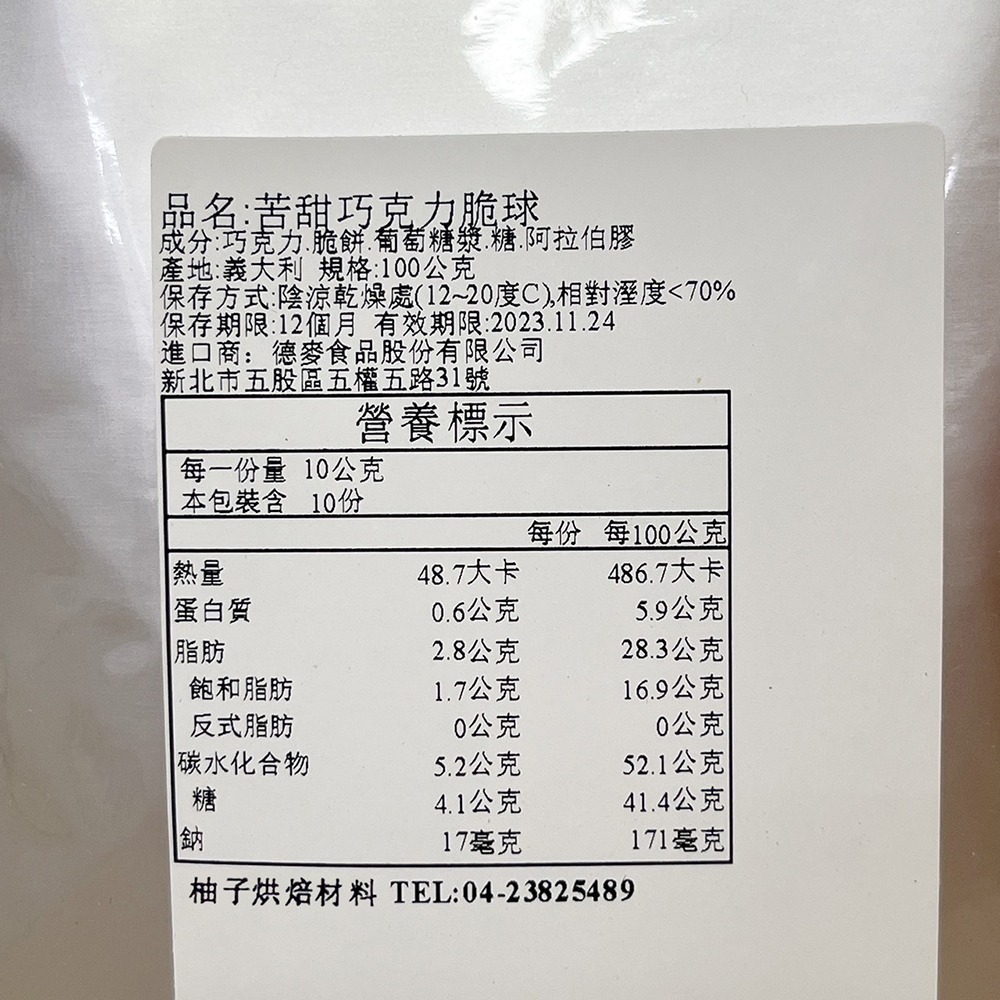 品名:苦甜巧克力脆球
成分:巧克力.脆餅.葡萄糖漿.糖.阿拉伯膠
產地:義大利 規格:100公克
保存方式:陰涼乾燥處(12~20度C),相對溼度<70%
保存期限:12個月 有效期限:2023.11.24
進口商：德麥食品股份有限公司
新北市五股區五權五路31號
營養標示
每一份量 10公克
本包裝含 10份
每份 每100公克
熱量 48.7大卡 486.7大卡
蛋白質 0.6公克 5.9公克
脂肪 2.8公克 28.3公克
飽和脂肪 1.7公克 16.9公克
反式脂肪 0公克 0公克
碳水化合物 5.2公克 52.1公克
糖 4.1公克 41.4公克
鈉 17毫克 171毫克
柚子烘焙材料 TEL:04-23825489